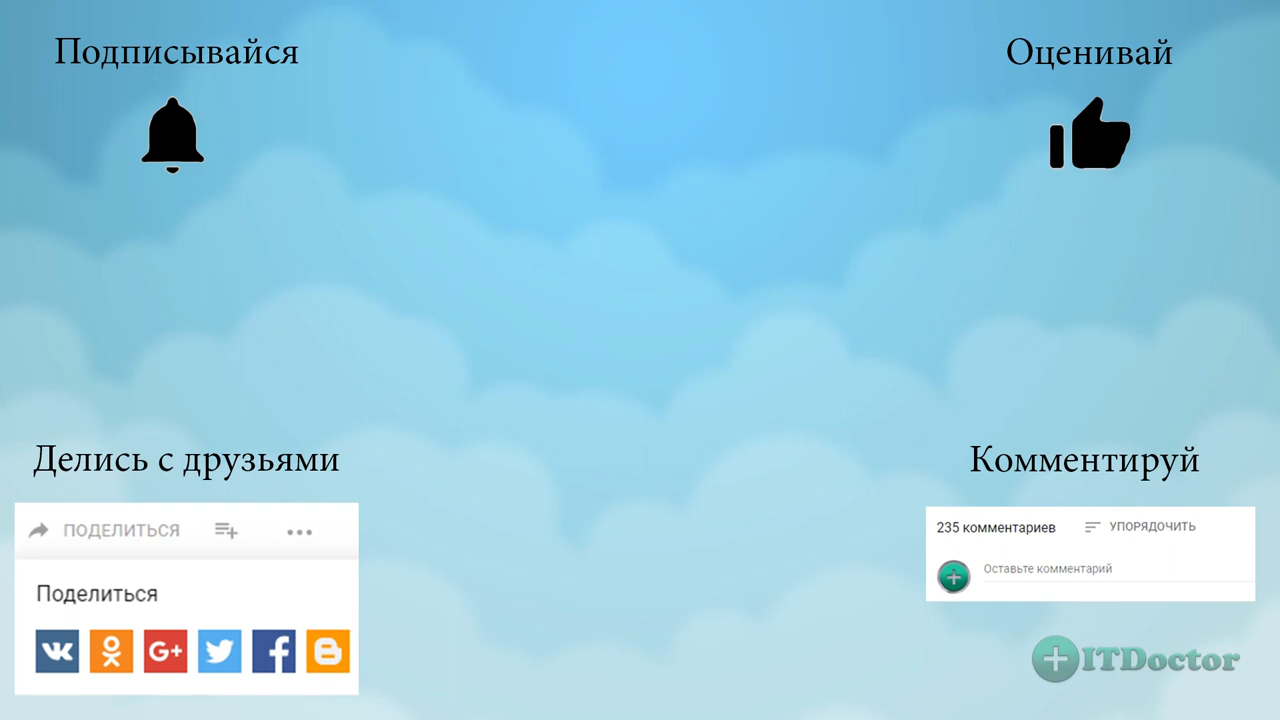 Подписывайся
Оценивай
Делись с друзьями
ПОДЕЛИТЬСЯ
Поделиться
G+
Комментируй
235 комментариев
УПОРЯДОЧИТЬ
Оставьте комментарий
ITDoctor